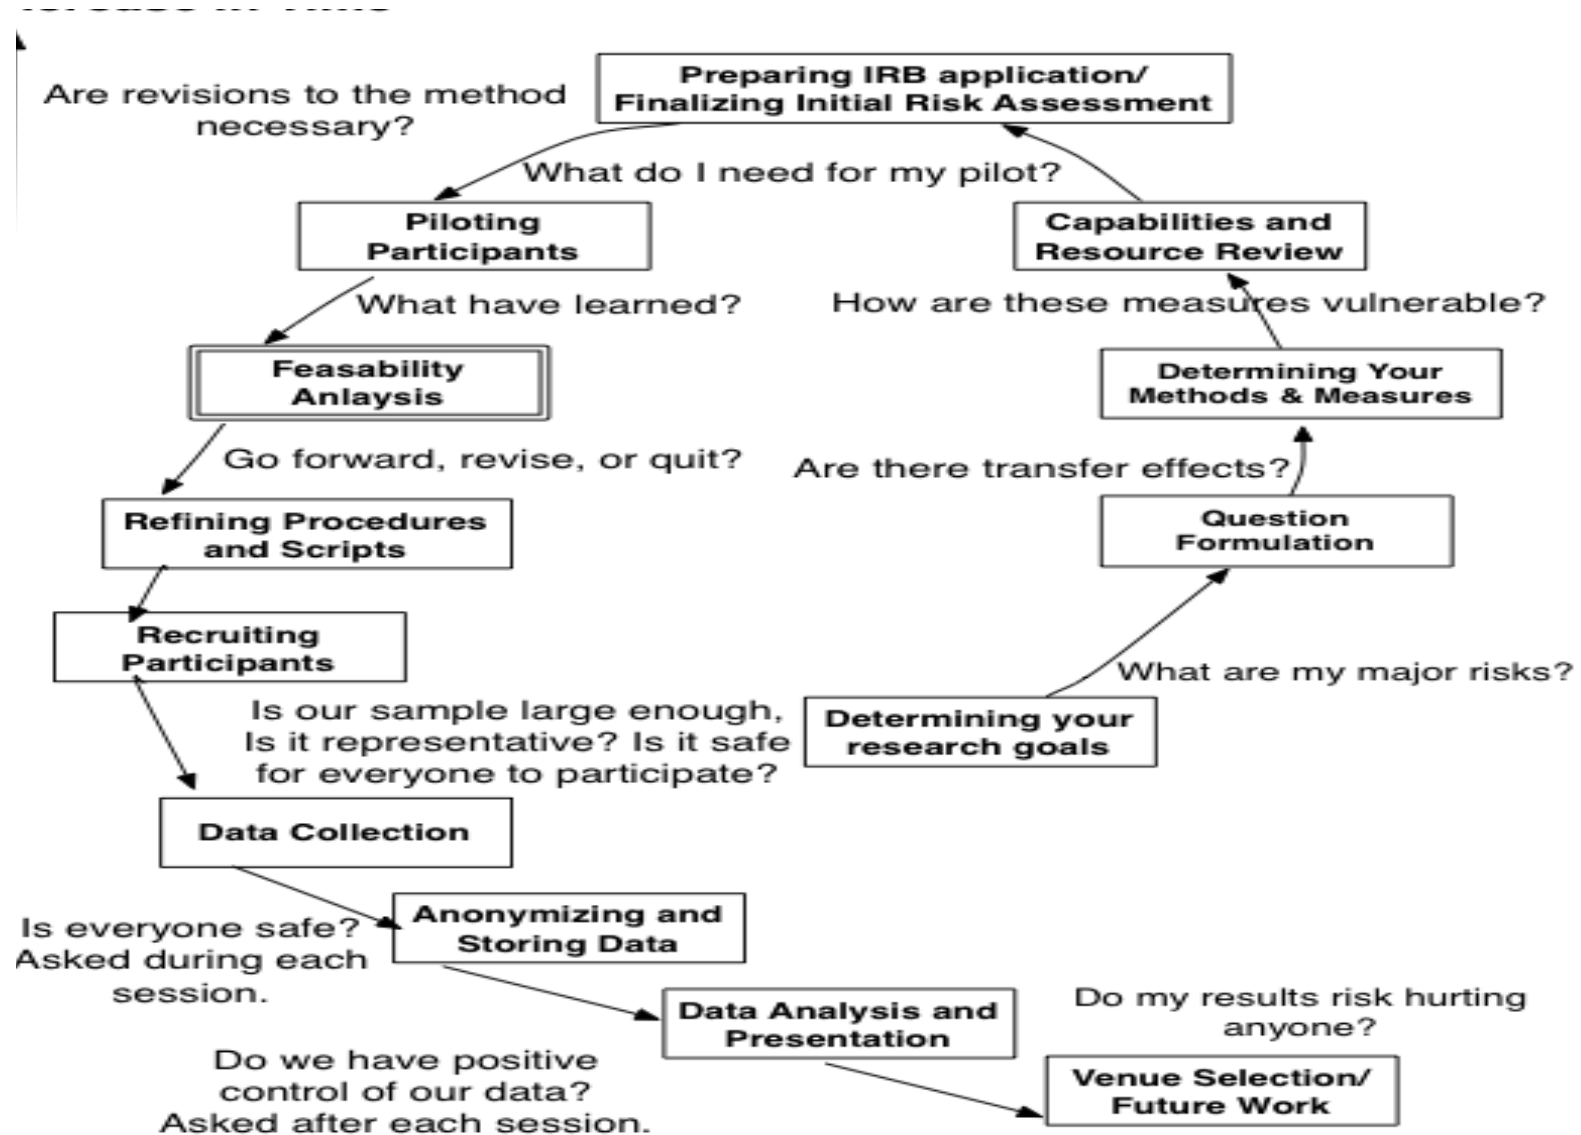 Preparing IRB application/
Finalizing Initial Risk Assessment
Are revisions to the method
necessary?
What do I need for my pilot?
Piloting
Participants
Capabilities and
Resource Review
What have learned?
How are these measures vulnerable?
Feasability
Anlaysis
Determining Your
Methods & Measures
Go forward, revise, or quit?
Are there transfer effects?
Refining Procedures
and Scripts
Question
Formulation
Recruiting
Participants
What are my major risks?
Is our sample large enough,
Is it representative? Is it safe
for everyone to participate?
Determining your
research goals
Data Collection
Anonymizing and
Storing Data
Is everyone safe?
Asked during each
session.
Data Analysis and
Presentation
Do my results risk hurting
anyone?
Do we have positive
control of our data?
Asked after each session.
Venue Selection/
Future Work